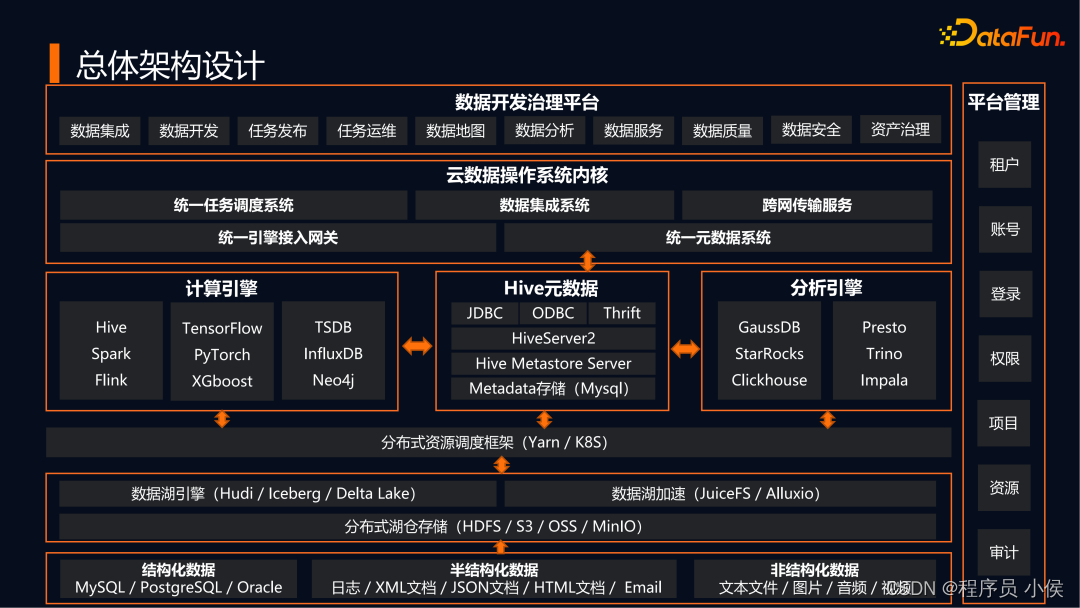 DataFun.
总体架构设计
数据开发治理平台
数据集成 数据开发 任务发布 任务运维 数据地图 数据分析 数据服务 数据质量 数据安全 资产治理
云数据操作系统内核
统一任务调度系统 数据集成系统 跨网传输服务
统一引擎接入网关 统一元数据系统
计算引擎
Hive
Spark
Flink
TensorFlow
PyTorch
XGboost
TSDB
InfluxDB
Neo4j
Hive元数据
JDBC ODBC Thrift
HiveServer2
Hive Metastore Server
Metadata存储（Mysql）
分析引擎
GaussDB
StarRocks
Clickhouse
Presto
Trino
Impala
分布式资源调度框架（Yarn / K8S）
数据湖引擎（Hudi / Iceberg / Delta Lake） 数据湖加速（JuiceFS / Alluxio）
分布式湖仓存储（HDFS / S3 / OSS / MinIO）
结构化数据
MySQL / PostgreSQL / Oracle
半结构化数据
日志 / XML文档 / JSON文档 / HTML文档 / Email
非结构化数据
文本文件 / 图片 / 音频 / 视频
平台管理
租户
账号
登录
权限
项目
资源
审计
CSDN @程序员 小侯